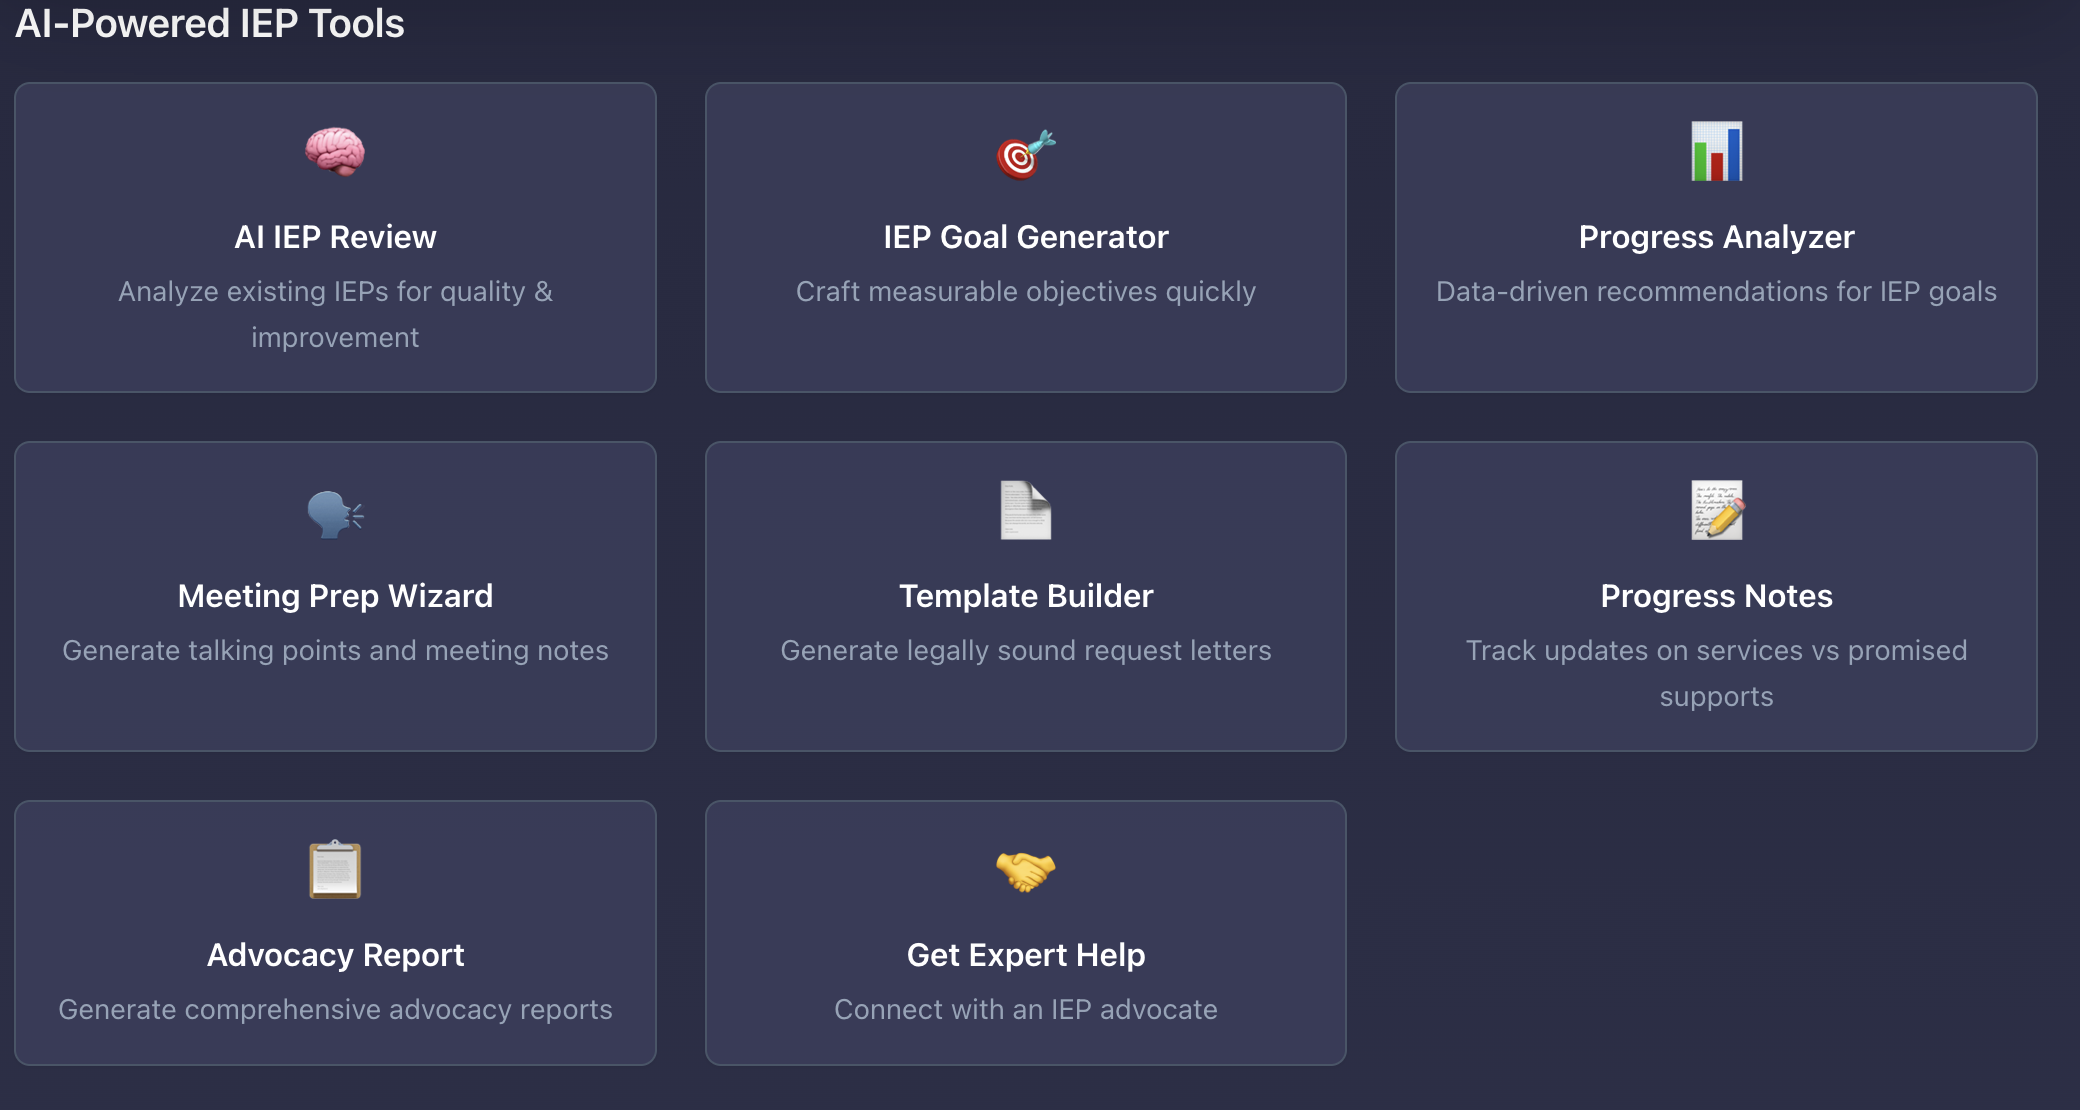 AI-Powered IEP Tools
AI IEP Review
Analyze existing IEPs for quality &
improvement
IEP Goal Generator
Craft measurable objectives quickly
Progress Analyzer
Data-driven recommendations for IEP goals
Meeting Prep Wizard
Generate talking points and meeting notes
Template Builder
Generate legally sound request letters
Progress Notes
Track updates on services vs promised
supports
Advocacy Report
Generate comprehensive advocacy reports
Get Expert Help
Connect with an IEP advocate